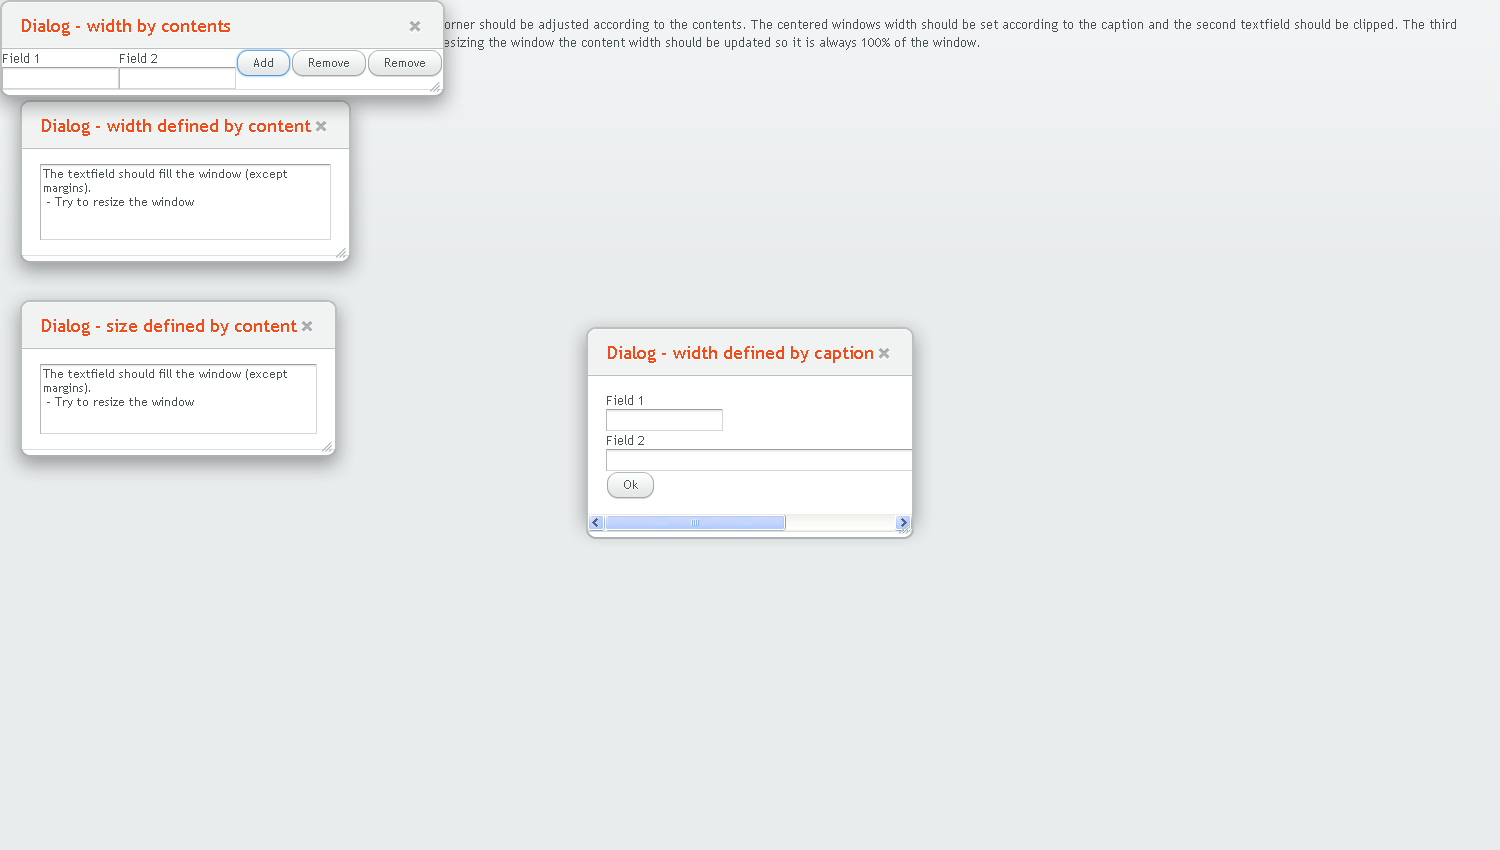 Dialog - width by contents
orner should be adjusted according to the contents. The centered windows width should be set according to the caption and the second textfield should be clipped. The third
esizing the window the content width should be updated so it is always 100% of the window.
Field 1 Field 2 Add Remove Remove
Dialog - width defined by content
The textfield should fill the window (except
margins).
- Try to resize the window
Dialog - size defined by content
The textfield should fill the window (except
margins).
- Try to resize the window
Dialog - width defined by caption
Field 1
Field 2
Ok